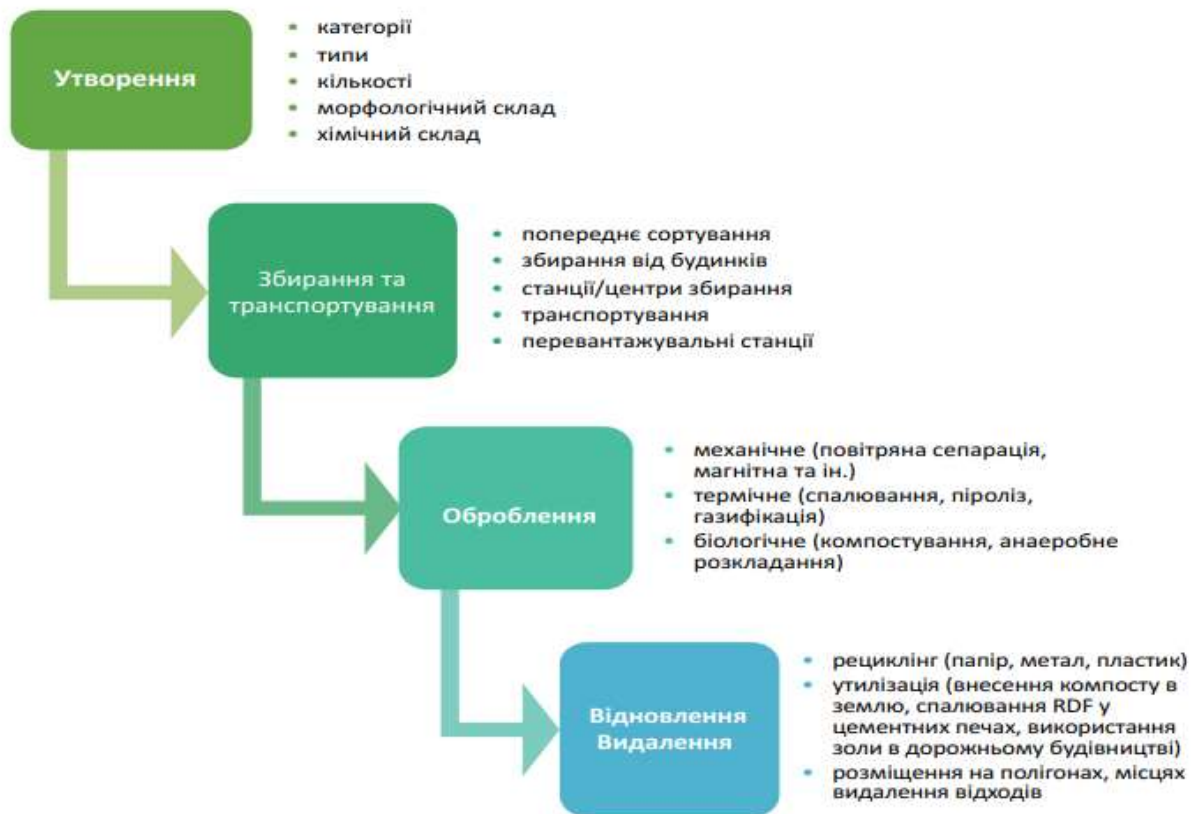 Утворення
• категорії
• типи
• кількості
• морфологічний склад
• хімічний склад
Збирання та
транспортування
• попереднє сортування
• збирання від будинків
• станції/центри збирання
• транспортування
• перевантажувальні станції
Оброблення
• механічне (повітряна сепарація,
магнітна та ін.)
• термічне (спалювання, піроліз,
газифікація)
• біологічне (компостування, анаеробне
розкладання)
Відновлення
Видалення
• рециклінг (папір, метал, пластик)
• утилізація (внесення компосту в
землю, спалювання RDF у
цементних печах, використання
золи в дорожньому будівництві)
• розміщення на полігонах, місцях
видалення відходів